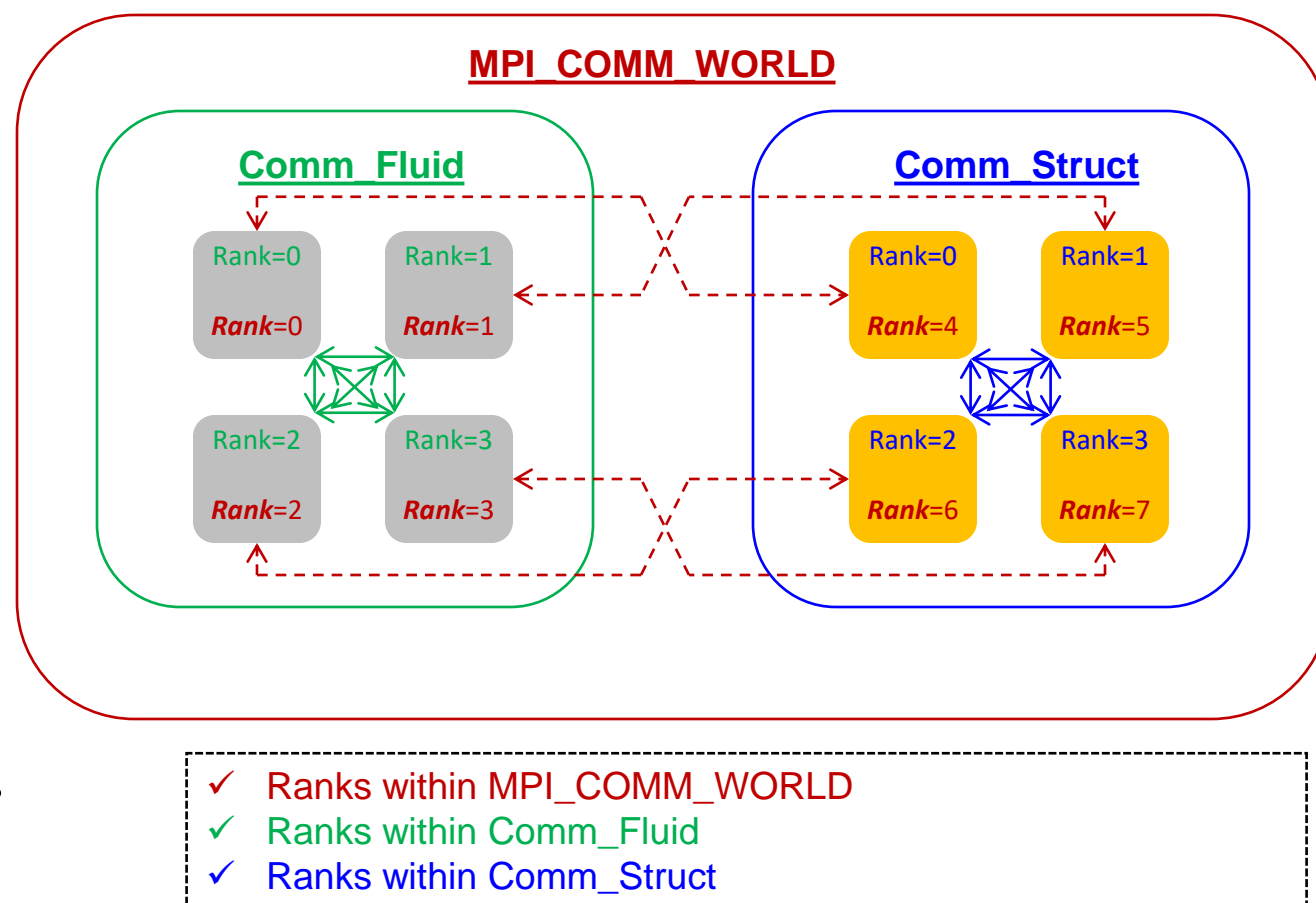 MPI_COMM_WORLD
Comm_Fluid
Comm_Struct
Rank=0
Rank=1
Rank=0
Rank=1
Rank=0
Rank=1
Rank=4
Rank=5
Rank=2
Rank=3
Rank=2
Rank=3
Rank=2
Rank=3
Rank=6
Rank=7
✓ Ranks within MPI_COMM_WORLD
✓ Ranks within Comm_Fluid
✓ Ranks within Comm_Struct